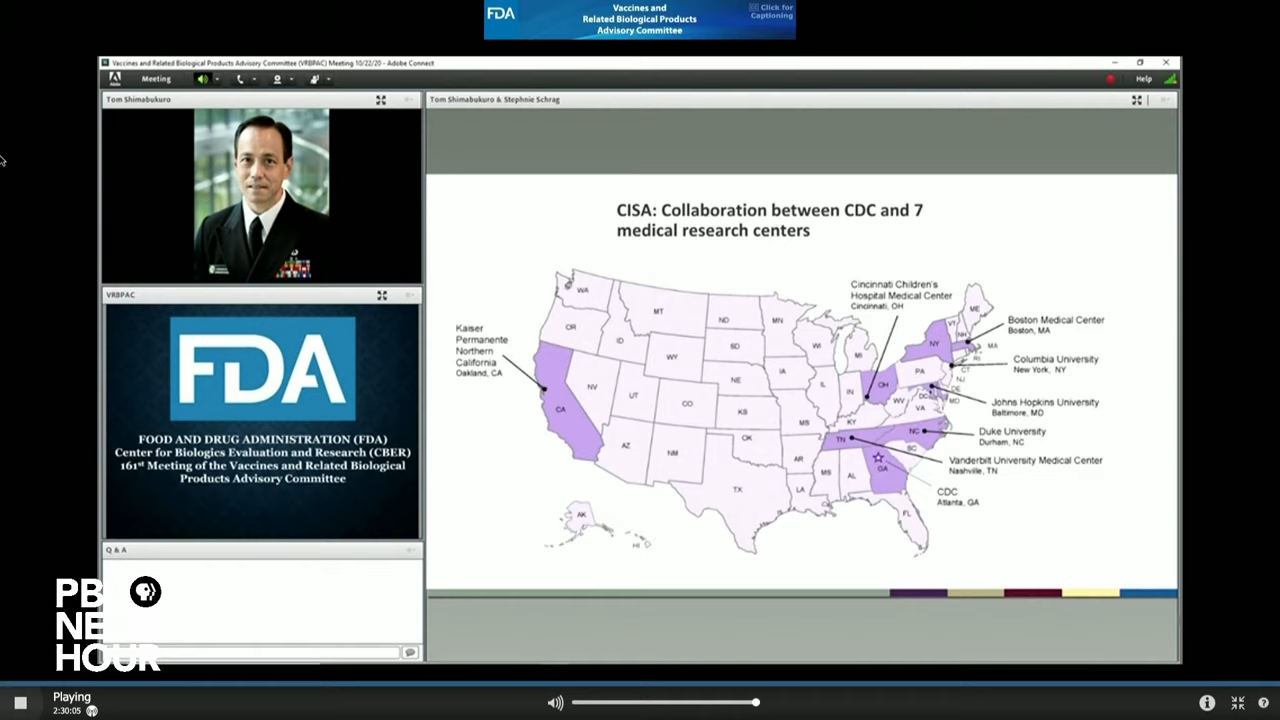 FDA
Vaccines and
Related Biological Products
Advisory Committee
Click for
Captioning
Vaccines and Related Biological Products Advisory Committee (VRBPAC) Meeting 10/22/20 - Adobe Connect
Meeting
Help
Tom Shimabukuro
Tom Shimabukuro & Stephnie Schrag
VRBPAC
FDA
FOOD AND DRUG ADMINISTRATION (FDA)
Center for Biologics Evaluation and Research (CBER)
161st Meeting of the Vaccines and Related Biological
Products Advisory Committee
Q & A
CISA: Collaboration between CDC and 7
medical research centers
Kaiser
Permanente
Northern
California
Oakland, CA
Cincinnati Children's
Hospital Medical Center
Cincinnati, OH
Boston Medical Center
Boston, MA
Columbia University
New York, NY
Johns Hopkins University
Baltimore, MD
Duke University
Durham, NC
Vanderbilt University Medical Center
Nashville, TN
CDC
Atlanta, GA
WA
OR
ID
MT
ND
MN
SD
WY
NE
IA
WI
MI
NV
UT
CO
KS
MS
IL
IN
OH
PA
NY
VT
NH
ME
MA
RI
CT
NJ
DE
MD
DC
WV
VA
KY
CA
AZ
NM
OK
AR
TN
NC
SC
TX
LA
MS
AL
GA
FL
AK
HI
PB
NE
HOUR
Playing
2:30:05